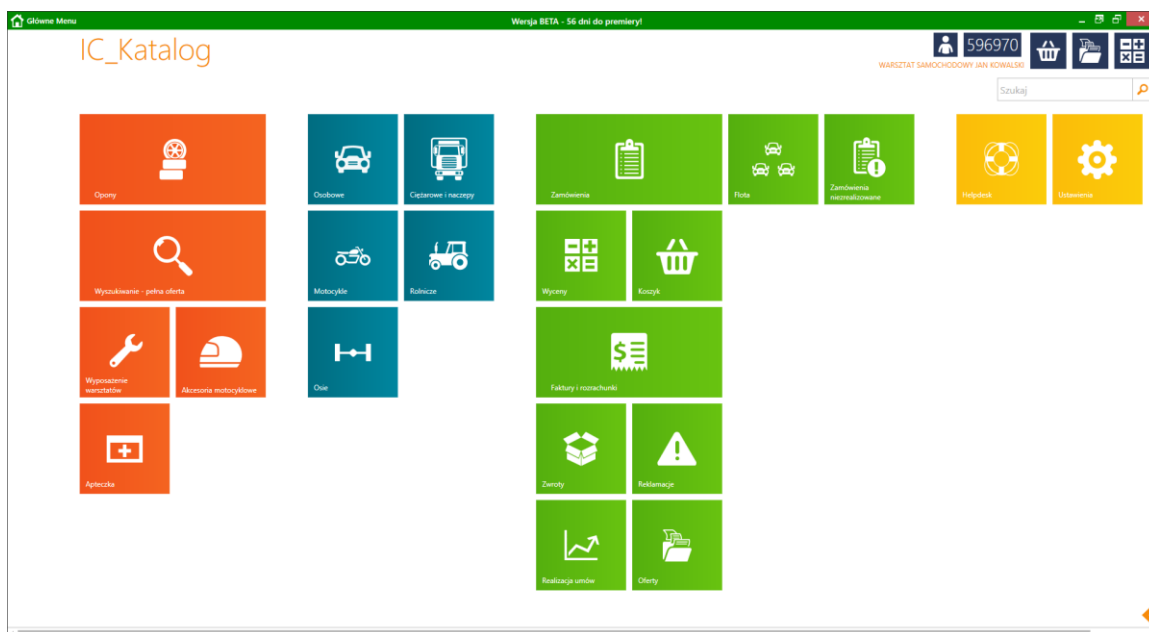 Główne Menu
Wersja BETA - 56 dni do premiery!
IC_Katalog
596970
WARSZTAT SAMOCHODOWY JAN KOWALSKI
Szukaj
Opony
Osobowe
Ciężarowe i naczepy
Zamówienia
Flota
Zamówienia
niezrealizowane
Helpdesk
Ustawienia
Wyszukiwanie - pełna oferta
Motocykle
Rolnicze
Wyceny
Koszyk
Wyposażenie
warsztatów
Akcesoria motocyklowe
Osie
Faktury i rozrachunki
Apteczka
Zwroty
Reklamacje
Realizacja umów
Oferty